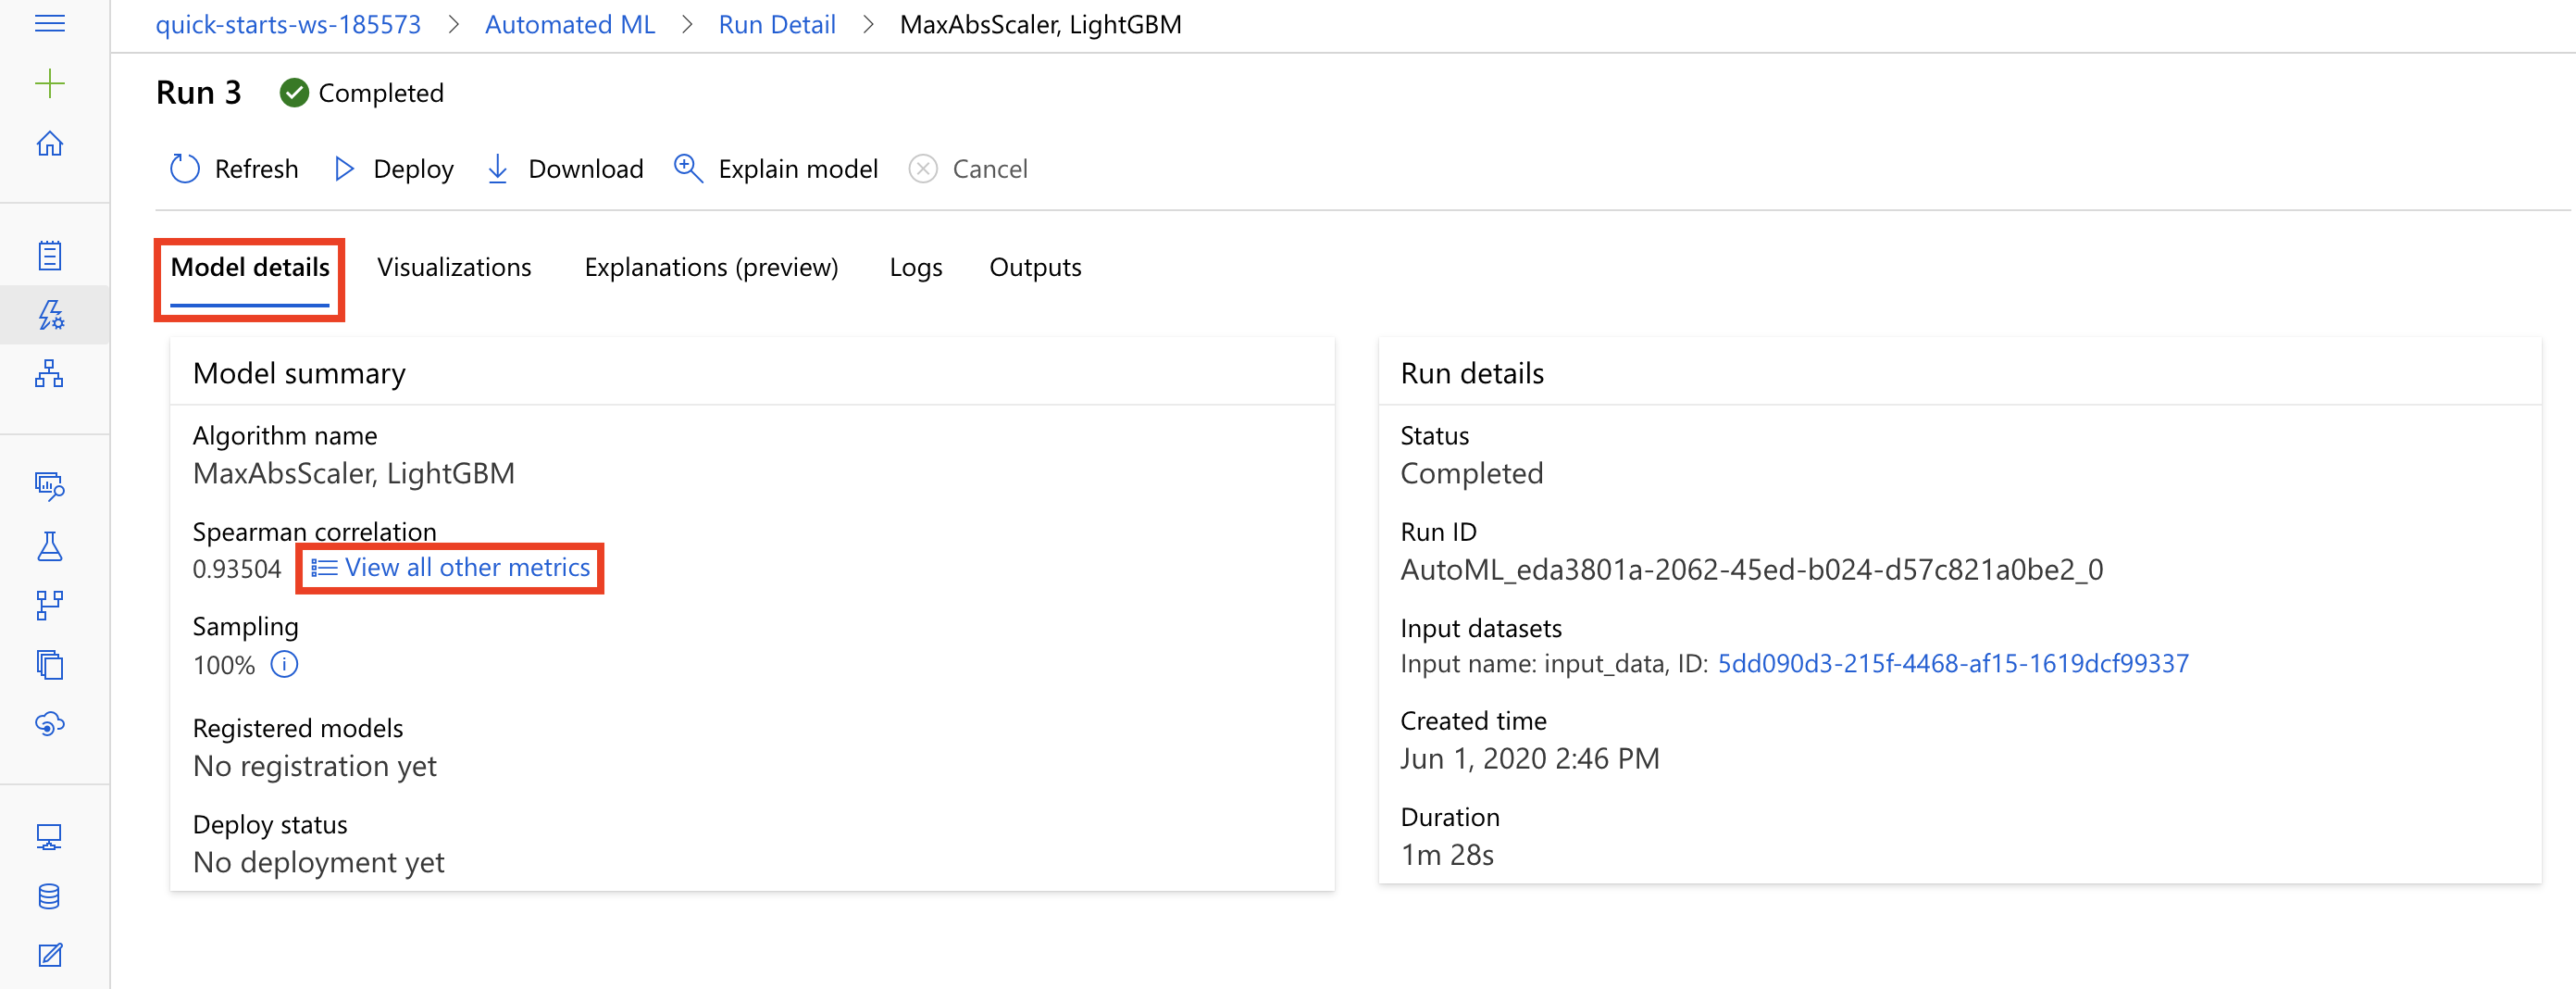 quick-starts-ws-185573 > Automated ML > Run Detail > MaxAbsScaler, LightGBM
Run 3 Completed
Refresh Deploy Download Explain model Cancel
Model details Visualizations Explanations (preview) Logs Outputs
Model summary
Algorithm name
MaxAbsScaler, LightGBM
Spearman correlation
0.93504 View all other metrics
Sampling
100%
Registered models
No registration yet
Deploy status
No deployment yet
Run details
Status
Completed
Run ID
AutoML_eda3801a-2062-45ed-b024-d57c821a0be2_0
Input datasets
Input name: input_data, ID: 5dd090d3-215f-4468-af15-1619dcf99337
Created time
Jun 1, 2020 2:46 PM
Duration
1m 28s